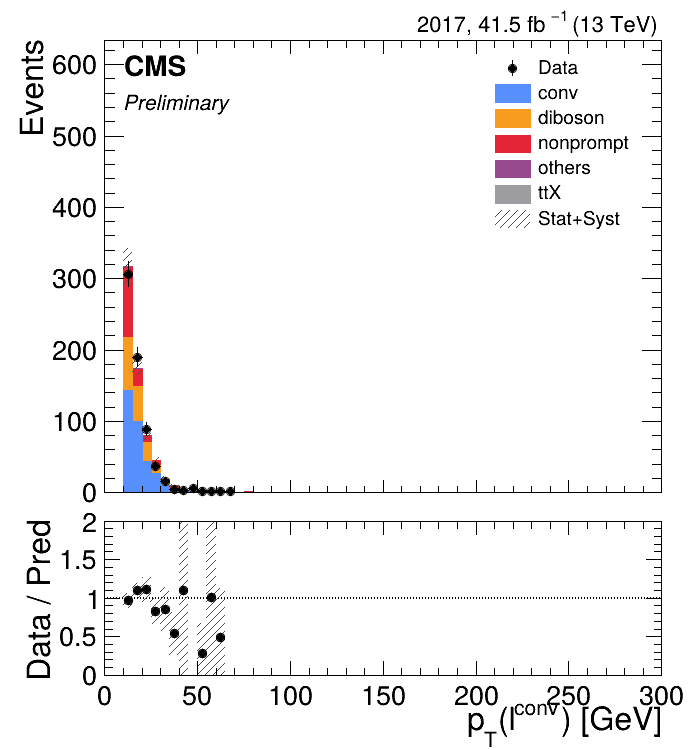 2017, 41.5 fb⁻¹ (13 TeV)
CMS
Preliminary
Events
600
500
400
300
200
100
0
Data
conv
diboson
nonprompt
others
ttX
Stat+Syst
Data / Pred
2
1.5
1
0.5
0
0 50 100 150 200 250 300
p_T(l^conv) [GeV]